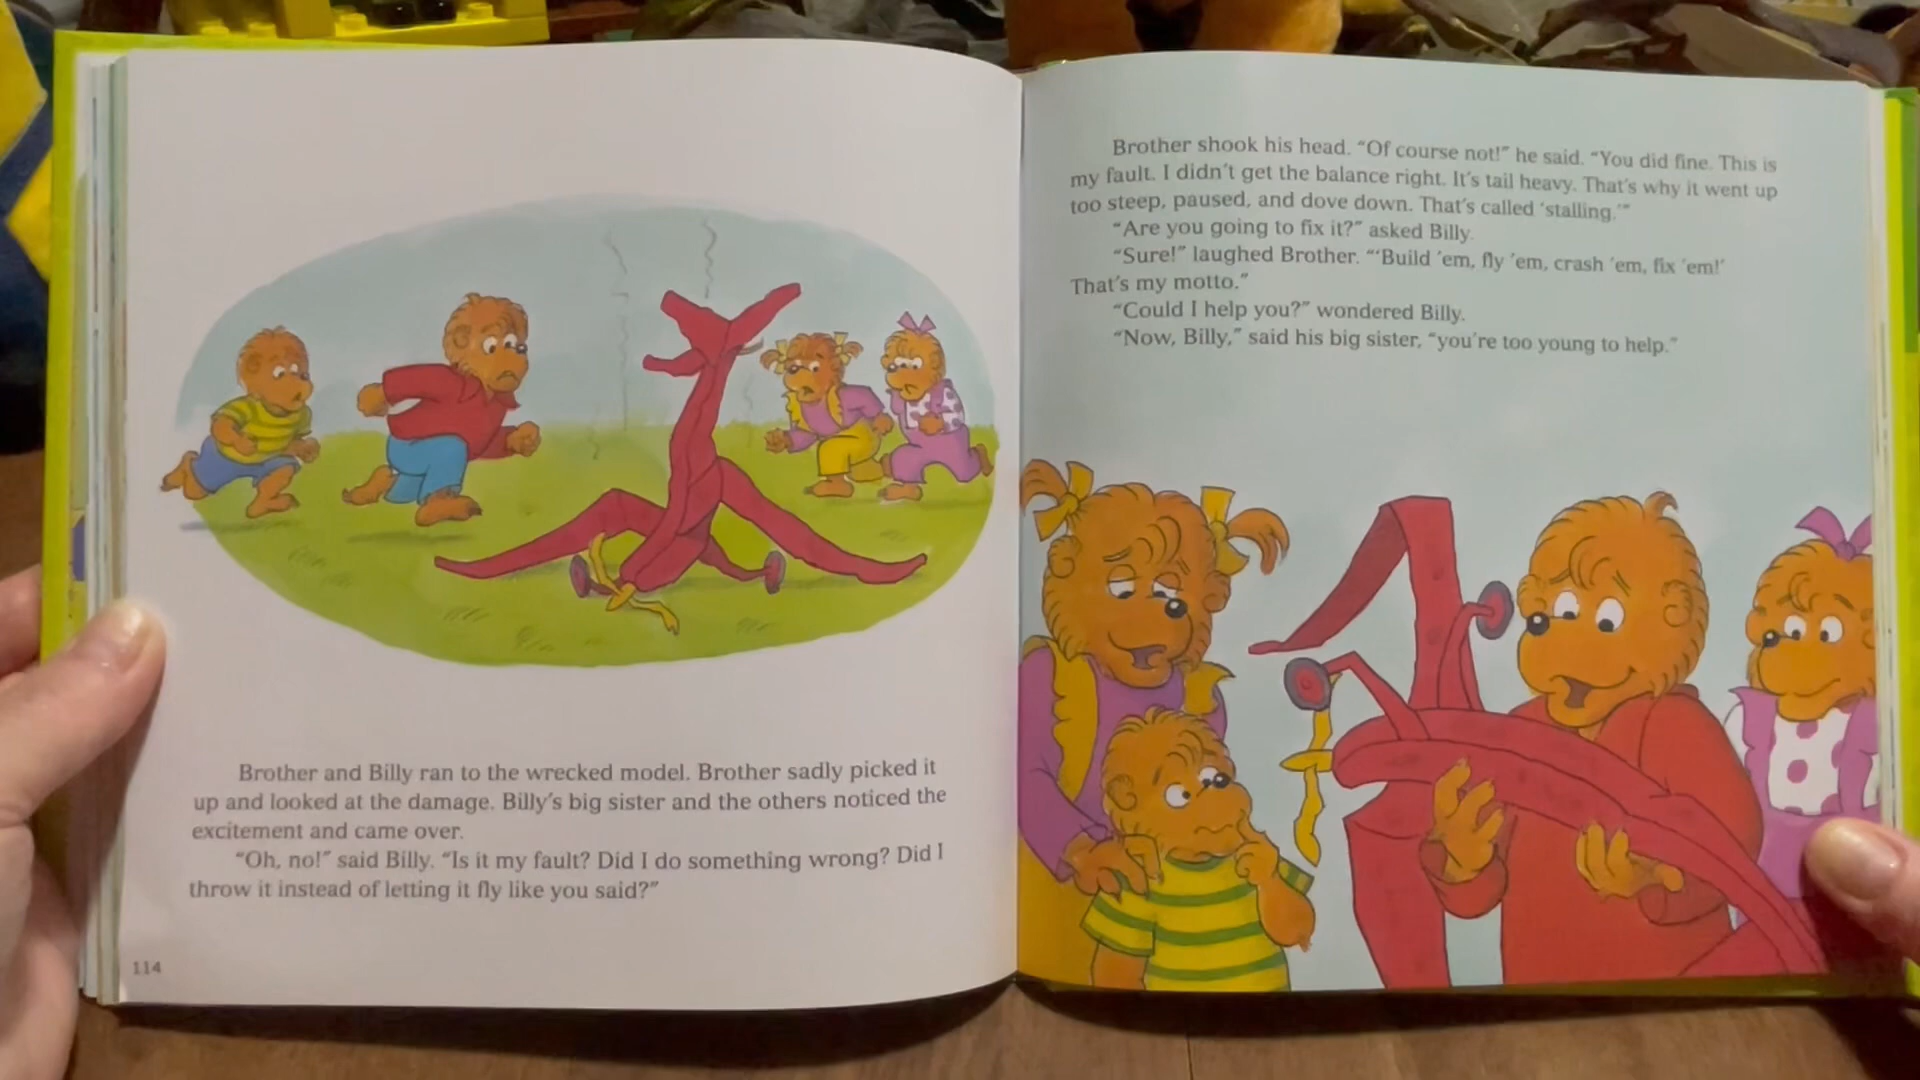 Brother and Billy ran to the wrecked model. Brother sadly picked it
up and looked at the damage. Billy's big sister and the others noticed the
excitement and came over.
“Oh, no!” said Billy. “Is it my fault? Did I do something wrong? Did I
throw it instead of letting it fly like you said?”
114
Brother shook his head. “Of course not!” he said. “You did fine. This is
my fault. I didn't get the balance right. It's tail heavy. That's why it went up
too steep, paused, and dove down. That's called ‘stalling.’”
“Are you going to fix it?” asked Billy.
“Sure!” laughed Brother. “‘Build ’em, fly ’em, crash ’em, fix ’em!’
That's my motto.”
“Could I help you?” wondered Billy.
“Now, Billy,” said his big sister, “you're too young to help.”